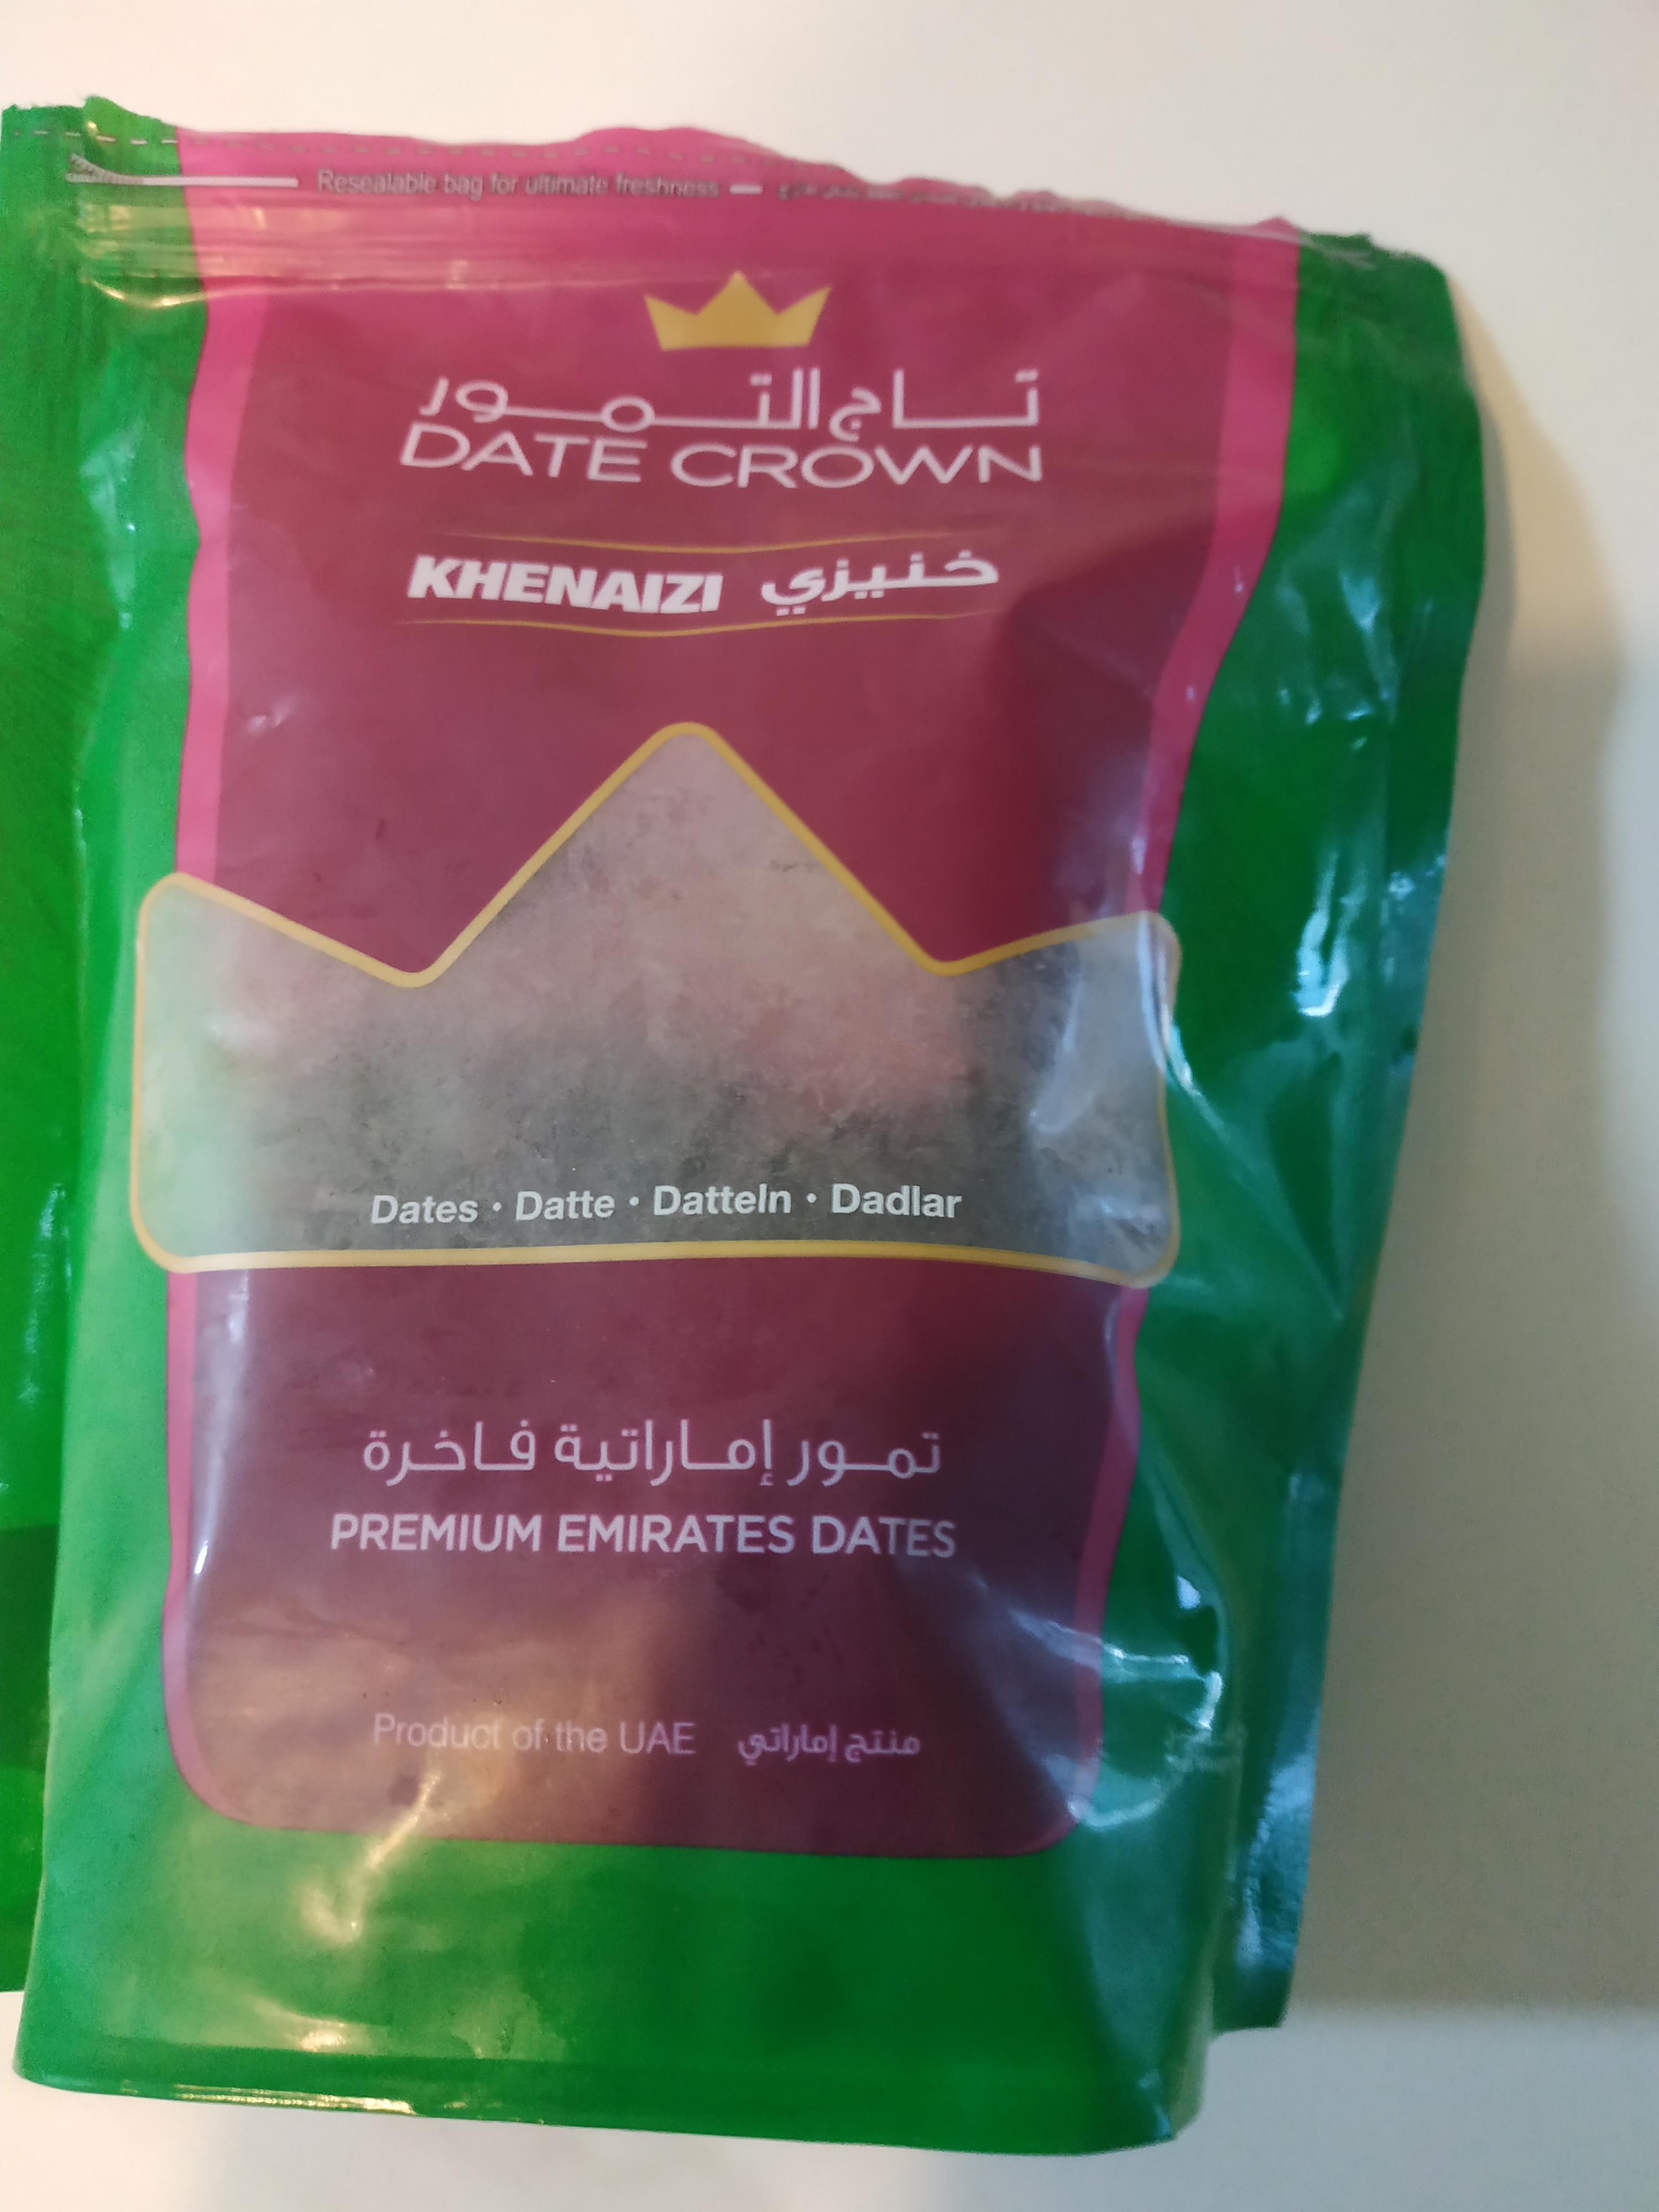 Resealable bag for ultimate freshness
تاج التمور
DATE CROWN
KHENAIZI خنيزي
Dates • Datte • Datteln • Dadlar
تمور إماراتية فاخرة
PREMIUM EMIRATES DATES
Product of the UAE منتج إماراتي